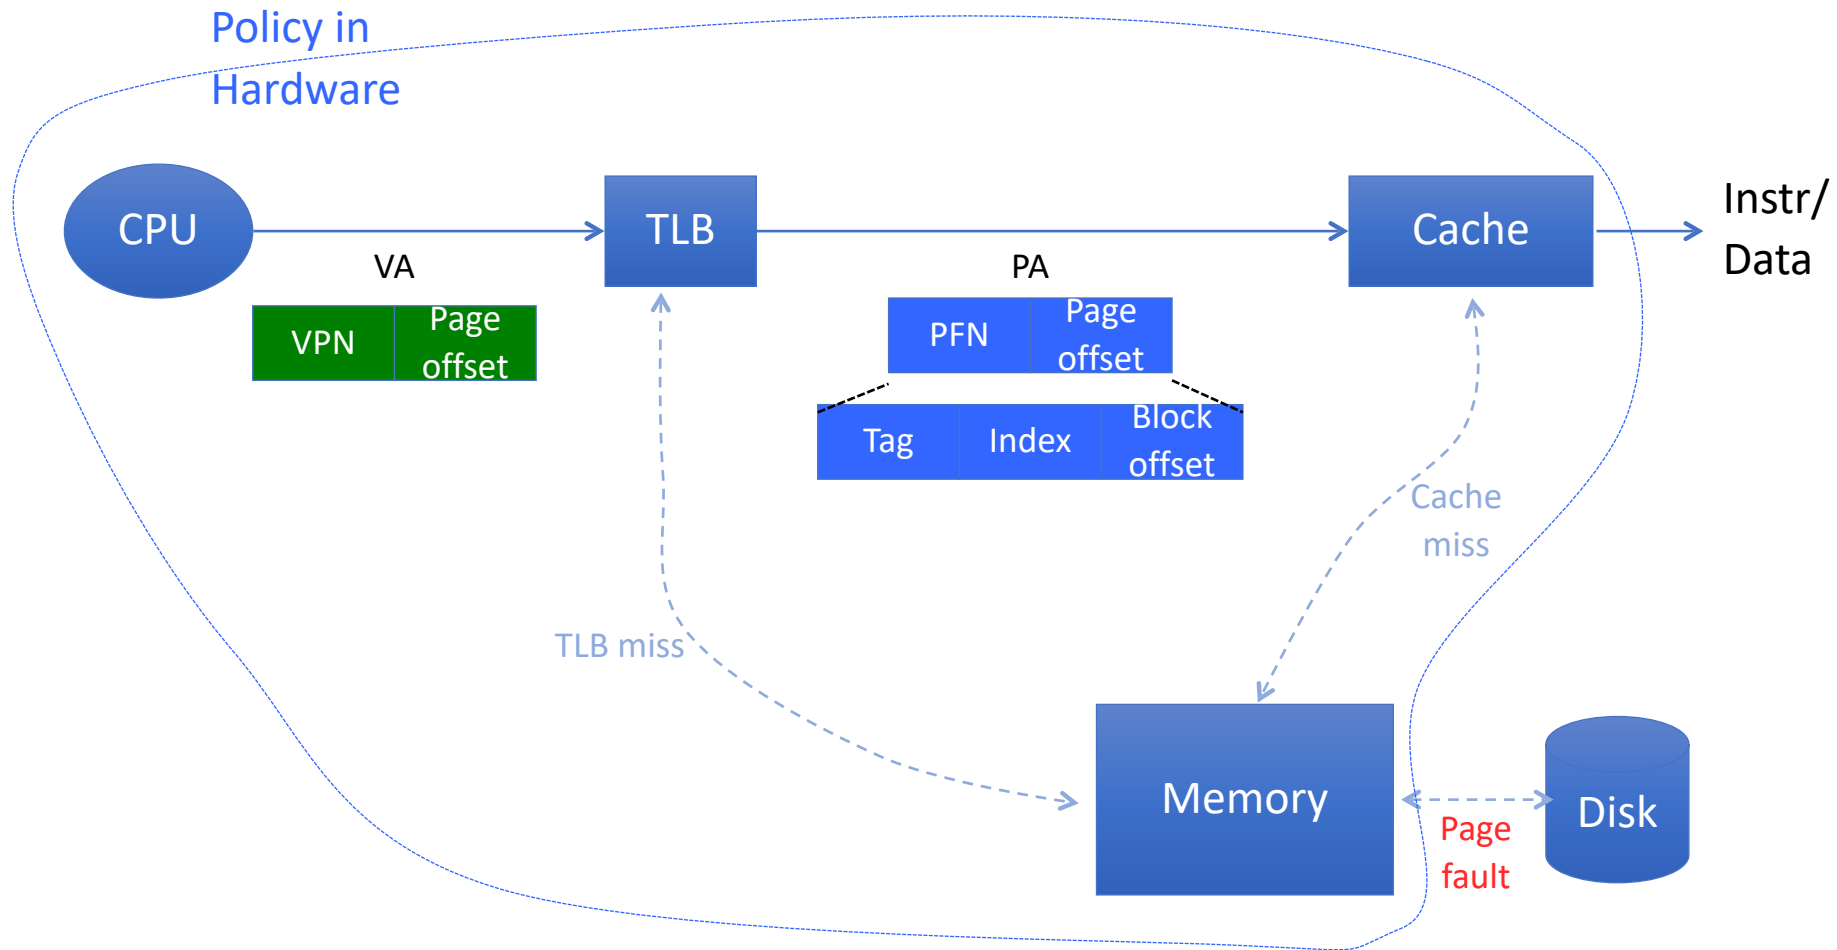 Policy in
Hardware
CPU
TLB
Cache
Instr/
Data
VA
PA
VPN
Page
offset
PFN
Page
offset
Tag
Index
Block
offset
Cache
miss
TLB miss
Memory
Disk
Page
fault